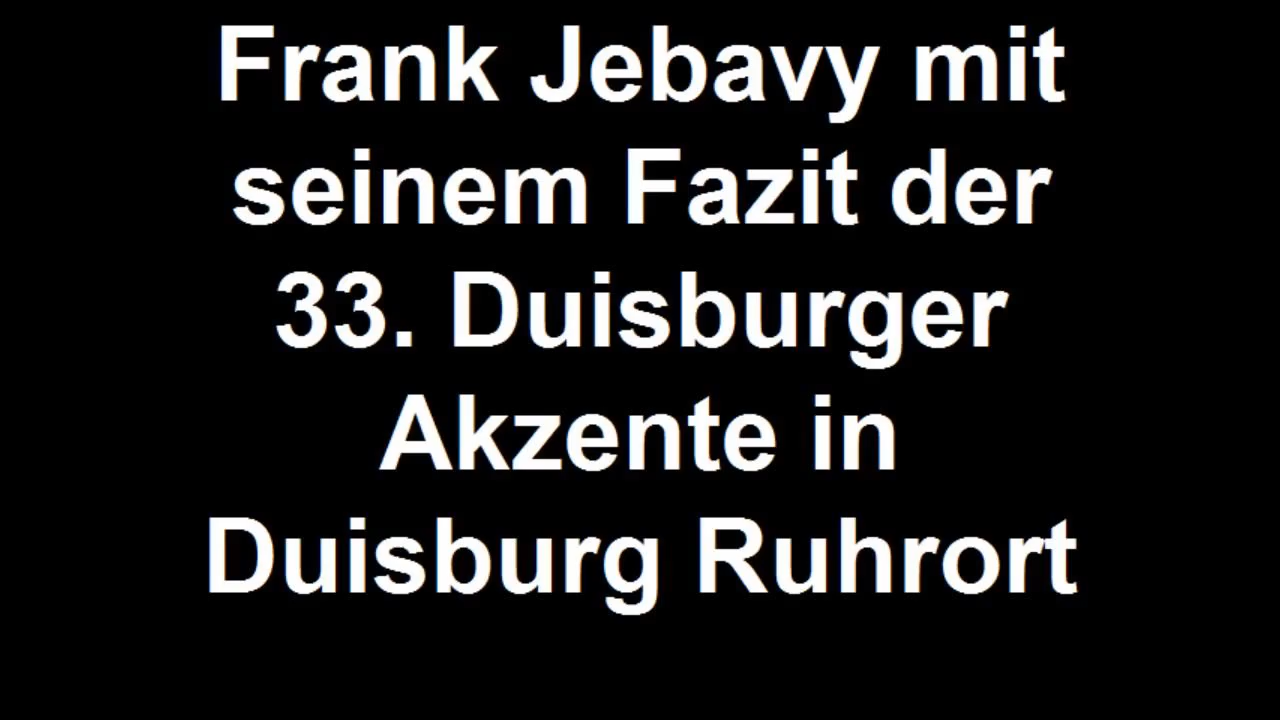 Frank Jebavy mit
seinem Fazit der
33. Duisburger
Akzente in
Duisburg Ruhrort